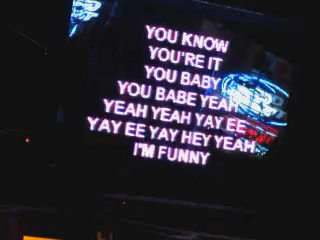 YOU KNOW
YOU'RE IT
YOU BABY
YOU BABE YEAH
YEAH YEAH YAY EE
YAY EE YAY HEY YEAH
I'M FUNNY